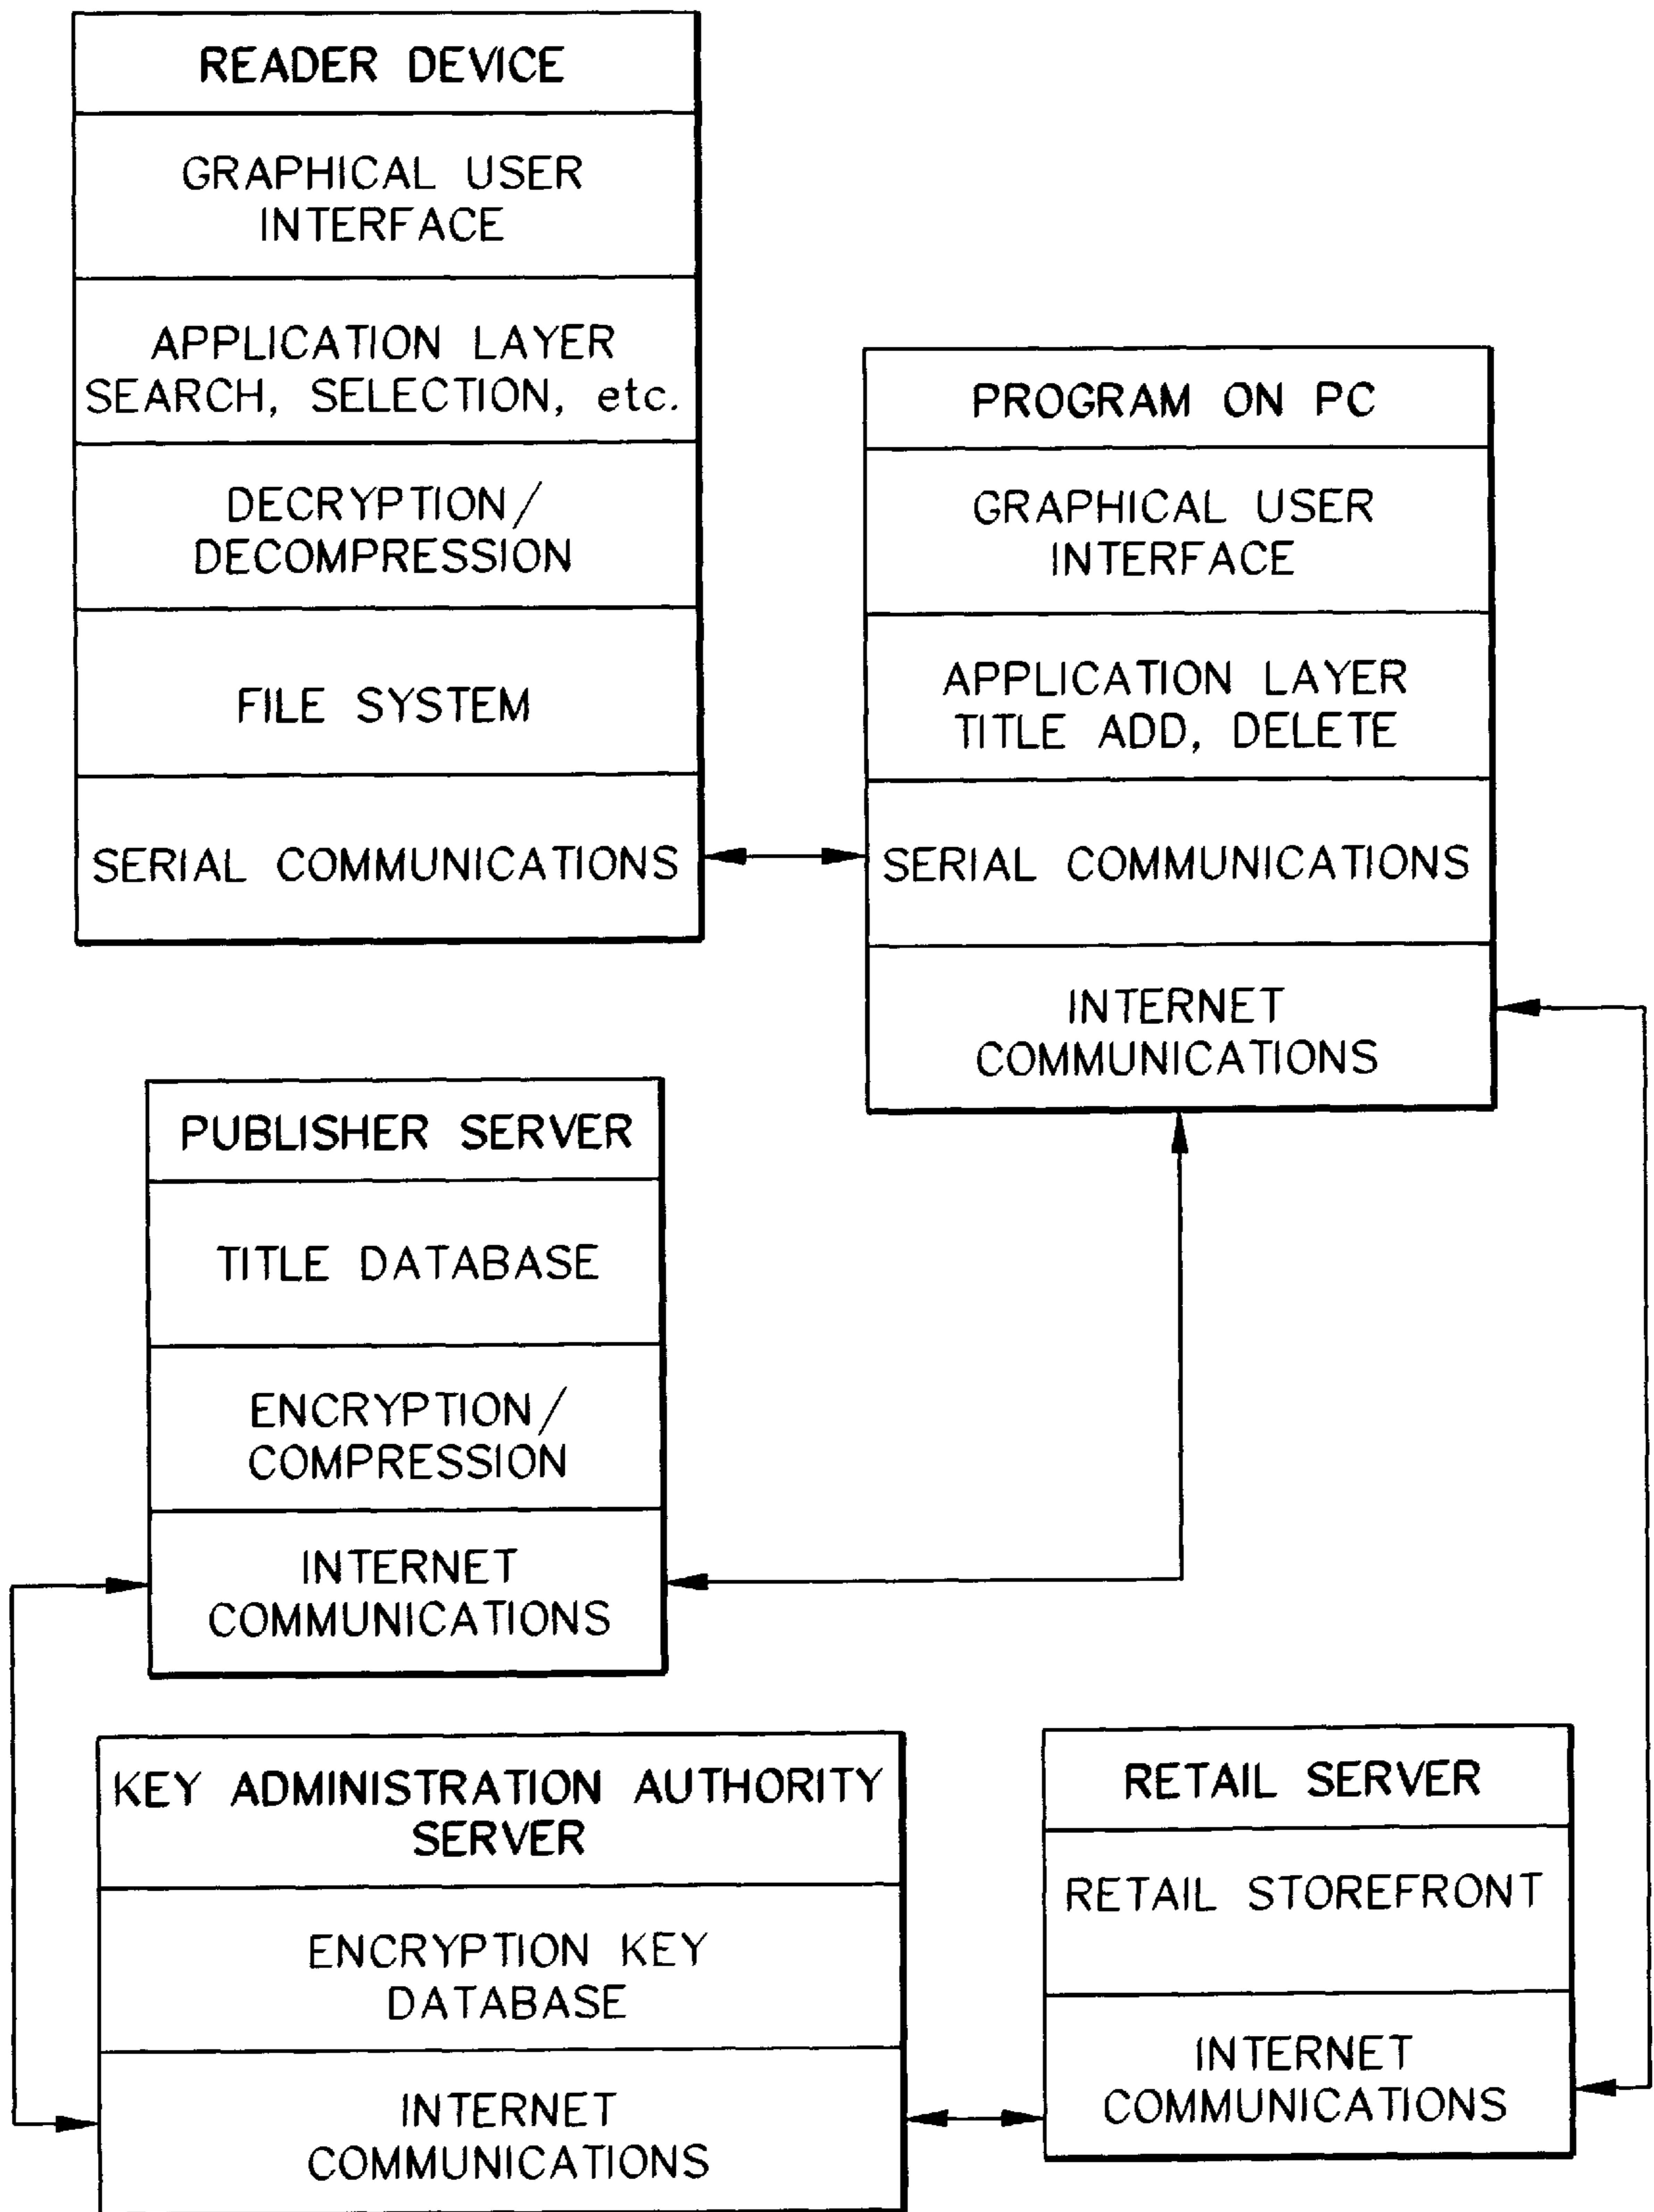 READER DEVICE
GRAPHICAL USER
INTERFACE
APPLICATION LAYER
SEARCH, SELECTION, etc.
DECRYPTION/
DECOMPRESSION
FILE SYSTEM
SERIAL COMMUNICATIONS
PROGRAM ON PC
GRAPHICAL USER
INTERFACE
APPLICATION LAYER
TITLE ADD, DELETE
SERIAL COMMUNICATIONS
INTERNET
COMMUNICATIONS
PUBLISHER SERVER
TITLE DATABASE
ENCRYPTION/
COMPRESSION
INTERNET
COMMUNICATIONS
KEY ADMINISTRATION AUTHORITY
SERVER
ENCRYPTION KEY
DATABASE
INTERNET
COMMUNICATIONS
RETAIL SERVER
RETAIL STOREFRONT
INTERNET
COMMUNICATIONS